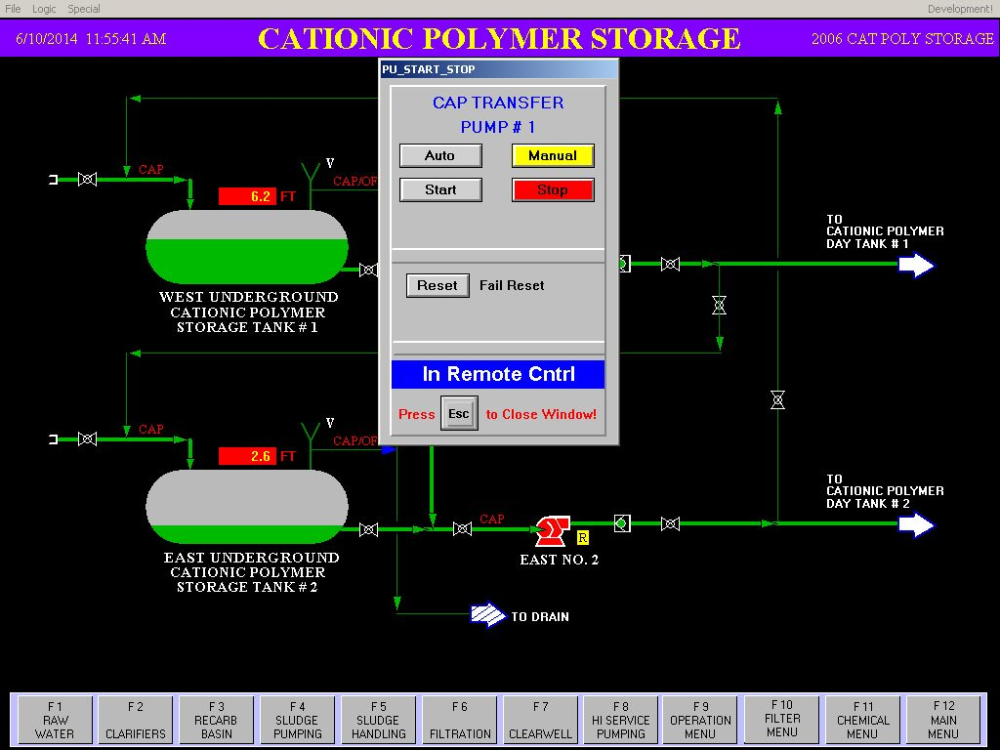 File Logic Special Development!
6/10/2014 11:55:41 AM CATIONIC POLYMER STORAGE 2006 CAT POLY STORAGE
PU_START_STOP
CAP TRANSFER
PUMP # 1
Auto Manual
Start Stop
Reset Fail Reset
In Remote Cntrl
Press Esc to Close Window!
CAP
V
CAP/OF
6.2 FT
WEST UNDERGROUND
CATIONIC POLYMER
STORAGE TANK # 1
TO
CATIONIC POLYMER
DAY TANK # 1
CAP
V
CAP/OF
2.6 FT
EAST UNDERGROUND
CATIONIC POLYMER
STORAGE TANK # 2
CAP
R
EAST NO. 2
TO
CATIONIC POLYMER
DAY TANK # 2
TO DRAIN
F 1
RAW
WATER
F 2
CLARIFIERS
F 3
RECARB
BASIN
F 4
SLUDGE
PUMPING
F 5
SLUDGE
HANDLING
F 6
FILTRATION
F 7
CLEARWELL
F 8
HI SERVICE
PUMPING
F 9
OPERATION
MENU
F 10
FILTER
MENU
F 11
CHEMICAL
MENU
F 12
MAIN
MENU